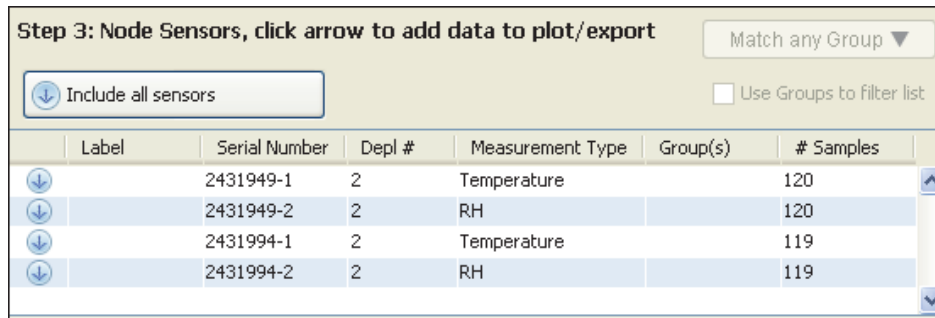 Step 3: Node Sensors, click arrow to add data to plot/export
Match any Group ▼
Include all sensors
Use Groups to filter list
Label Serial Number Depl # Measurement Type Group(s) # Samples
2431949-1 2 Temperature 120
2431949-2 2 RH 120
2431994-1 2 Temperature 119
2431994-2 2 RH 119